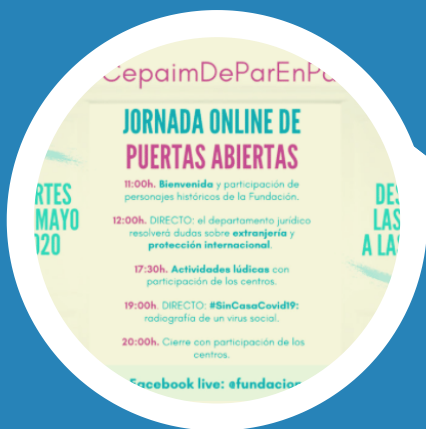 CepaimDeParEnPa
JORNADA ONLINE DE
PUERTAS ABIERTAS
11:00h. Bienvenida y participación de
personajes históricos de la Fundación.
12:00h. DIRECTO: el departamento jurídico
resolverá dudas sobre extranjería y
protección internacional.
17:30h. Actividades lúdicas con
participación de los centros.
19:00h. DIRECTO: #SinCasaCovid19:
radiografía de un virus social.
20:00h. Cierre con participación de los
centros.
RTES
MAYO
020
DES
LAS
A LAS
Facebook live: @fundacion